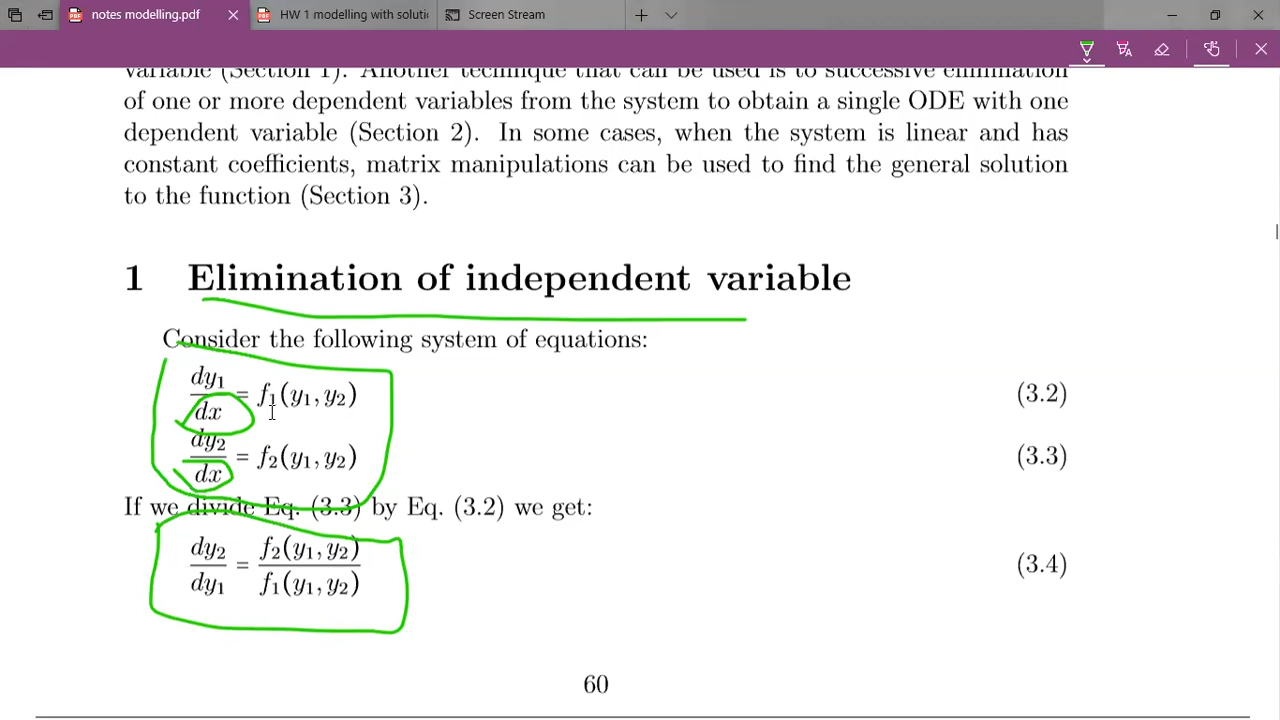 notes modelling.pdf
HW 1 modelling with soluti
Screen Stream
variable (Section 1). Another technique that can be used is to successive elimination
of one or more dependent variables from the system to obtain a single ODE with one
dependent variable (Section 2). In some cases, when the system is linear and has
constant coefficients, matrix manipulations can be used to find the general solution
to the function (Section 3).
1 Elimination of independent variable
Consider the following system of equations:
dy₁/dx = f₁(y₁, y₂) (3.2)
dy₂/dx = f₂(y₁, y₂) (3.3)
If we divide Eq. (3.3) by Eq. (3.2) we get:
dy₂/dy₁ = f₂(y₁, y₂)/f₁(y₁, y₂) (3.4)
60